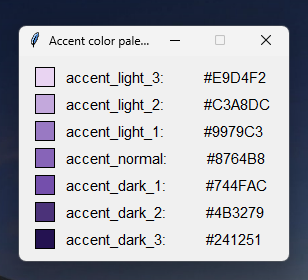 Accent color pale...
accent_light_3: #E9D4F2
accent_light_2: #C3A8DC
accent_light_1: #9979C3
accent_normal: #8764B8
accent_dark_1: #744FAC
accent_dark_2: #4B3279
accent_dark_3: #241251